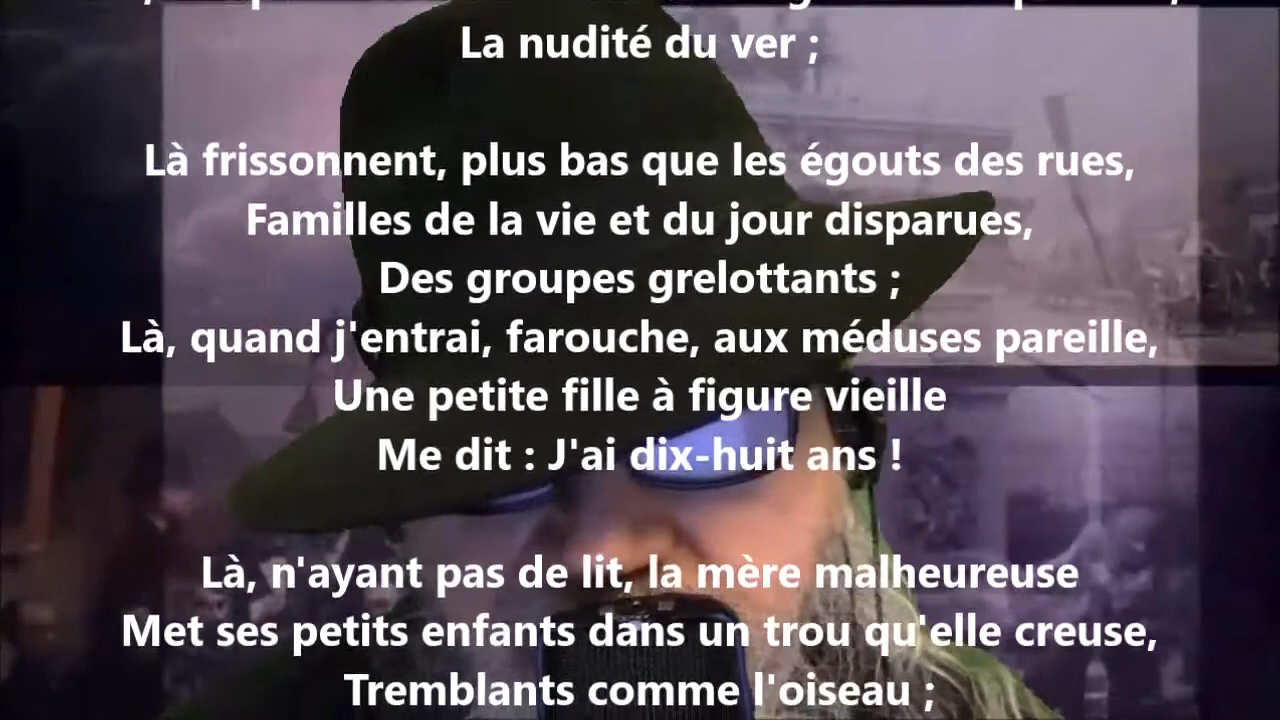 La nudité du ver ;
Là frissonnent, plus bas que les égouts des rues,
Familles de la vie et du jour disparues,
Des groupes grelottants ;
Là, quand j'entrai, farouche, aux méduses pareille,
Une petite fille à figure vieille
Me dit : J'ai dix-huit ans !
Là, n'ayant pas de lit, la mère malheureuse
Met ses petits enfants dans un trou qu'elle creuse,
Tremblants comme l'oiseau ;